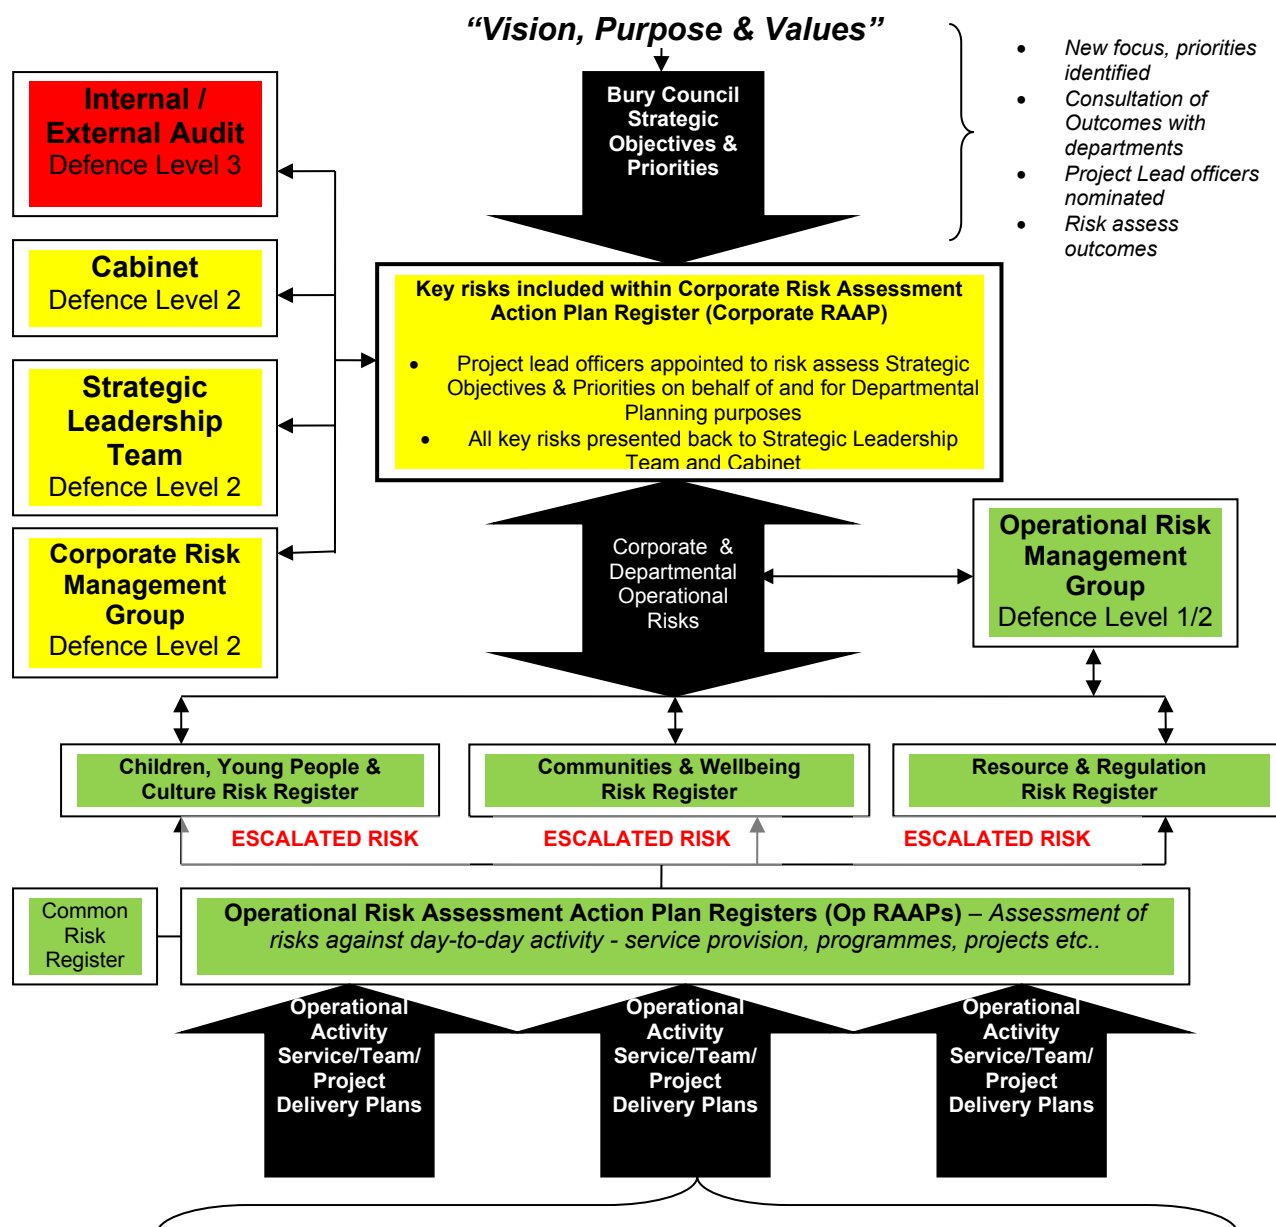 “Vision, Purpose & Values”
Bury Council
Strategic
Objectives &
Priorities
• New focus, priorities
identified
• Consultation of
Outcomes with
departments
• Project Lead officers
nominated
• Risk assess
outcomes
Internal /
External Audit
Defence Level 3
Cabinet
Defence Level 2
Strategic
Leadership
Team
Defence Level 2
Corporate Risk
Management
Group
Defence Level 2
Key risks included within Corporate Risk Assessment
Action Plan Register (Corporate RAAP)
• Project lead officers appointed to risk assess Strategic
Objectives & Priorities on behalf of and for Departmental
Planning purposes
• All key risks presented back to Strategic Leadership
Team and Cabinet
Corporate &
Departmental
Operational
Risks
Operational Risk
Management
Group
Defence Level 1/2
Children, Young People &
Culture Risk Register
Communities & Wellbeing
Risk Register
Resource & Regulation
Risk Register
ESCALATED RISK
ESCALATED RISK
ESCALATED RISK
Common
Risk
Register
Operational Risk Assessment Action Plan Registers (Op RAAPs) – Assessment of
risks against day-to-day activity - service provision, programmes, projects etc..
Operational
Activity
Service/Team/
Project
Delivery Plans
Operational
Activity
Service/Team/
Project
Delivery Plans
Operational
Activity
Service/Team/
Project
Delivery Plans